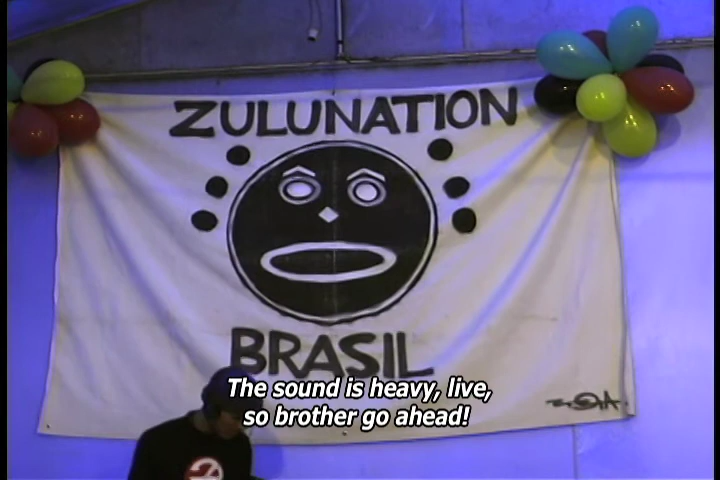 ZULUNATION
BRASIL
The sound is heavy, live,
so brother go ahead!